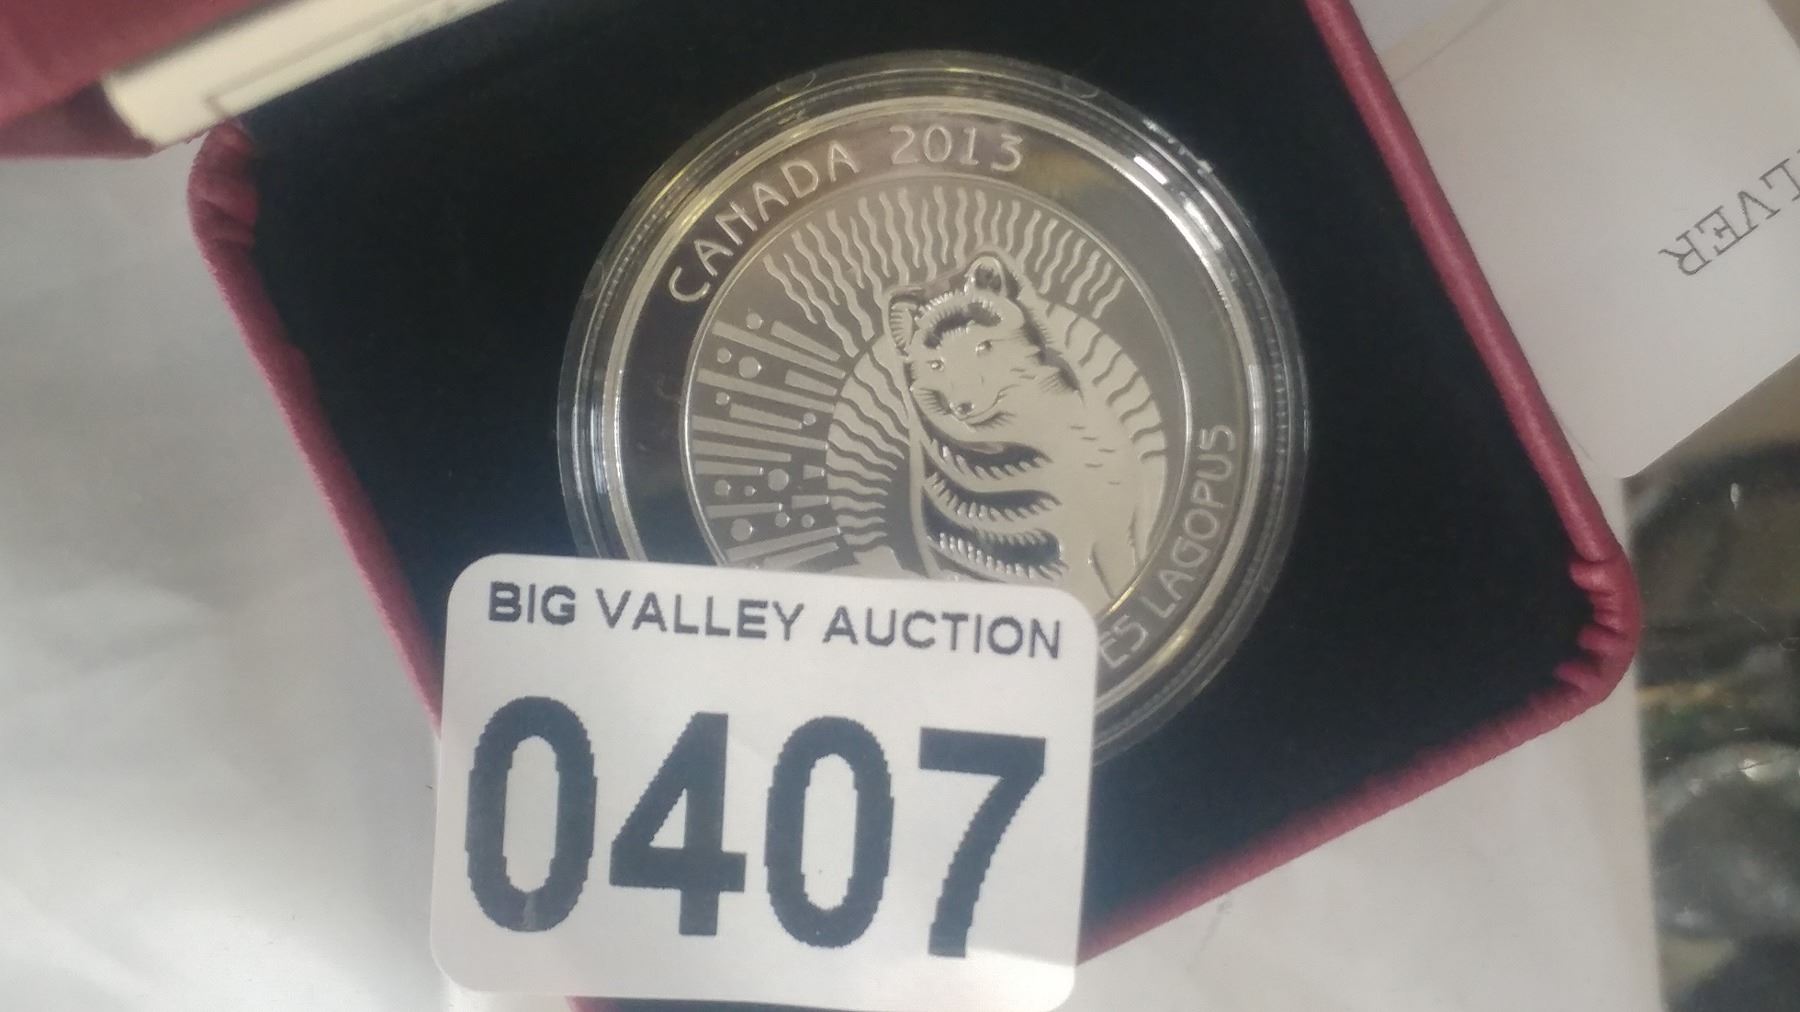 CANADA 2013
LAGOPUS
BIG VALLEY AUCTION
0407